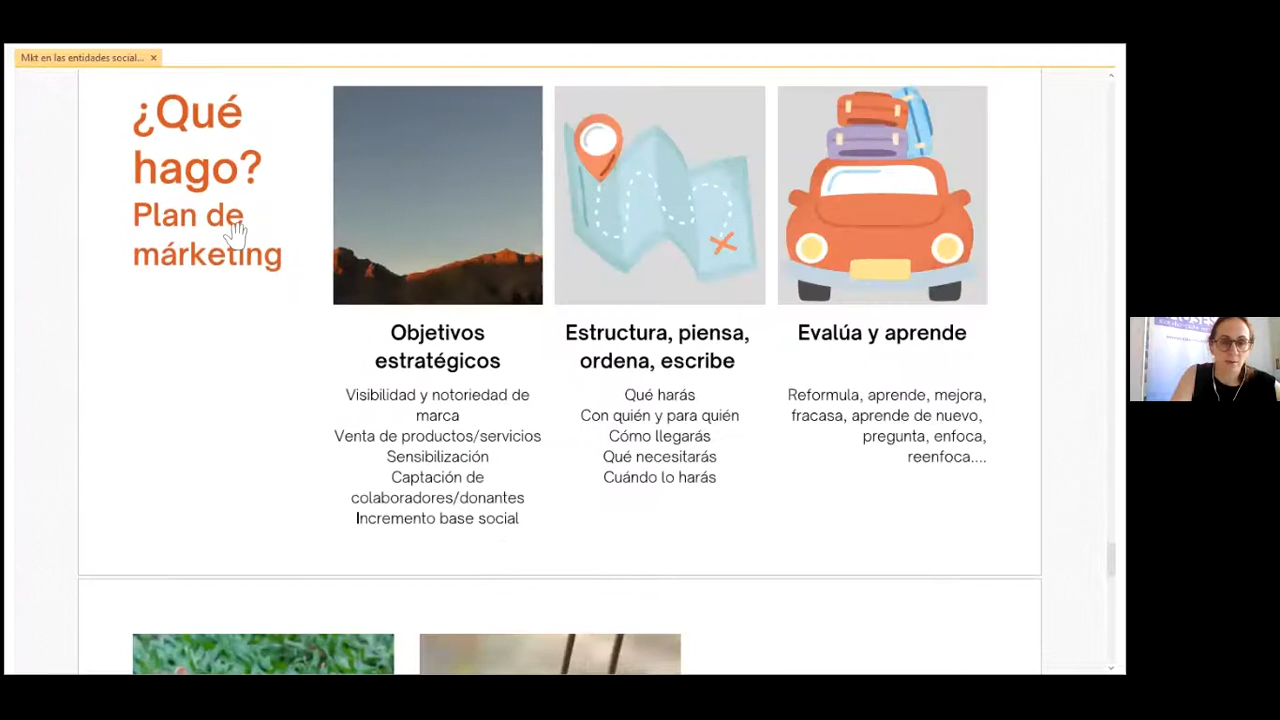 Mkt en las entidades social...
¿Qué
hago?
Plan de
márketing
Objetivos
estratégicos
Visibilidad y notoriedad de
marca
Venta de productos/servicios
Sensibilización
Captación de
colaboradores/donantes
Incremento base social
Estructura, piensa,
ordena, escribe
Qué harás
Con quién y para quién
Cómo llegarás
Qué necesitarás
Cuándo lo harás
Evalúa y aprende
Reformula, aprende, mejora,
fracasa, aprende de nuevo,
pregunta, enfoca,
reenfoca....